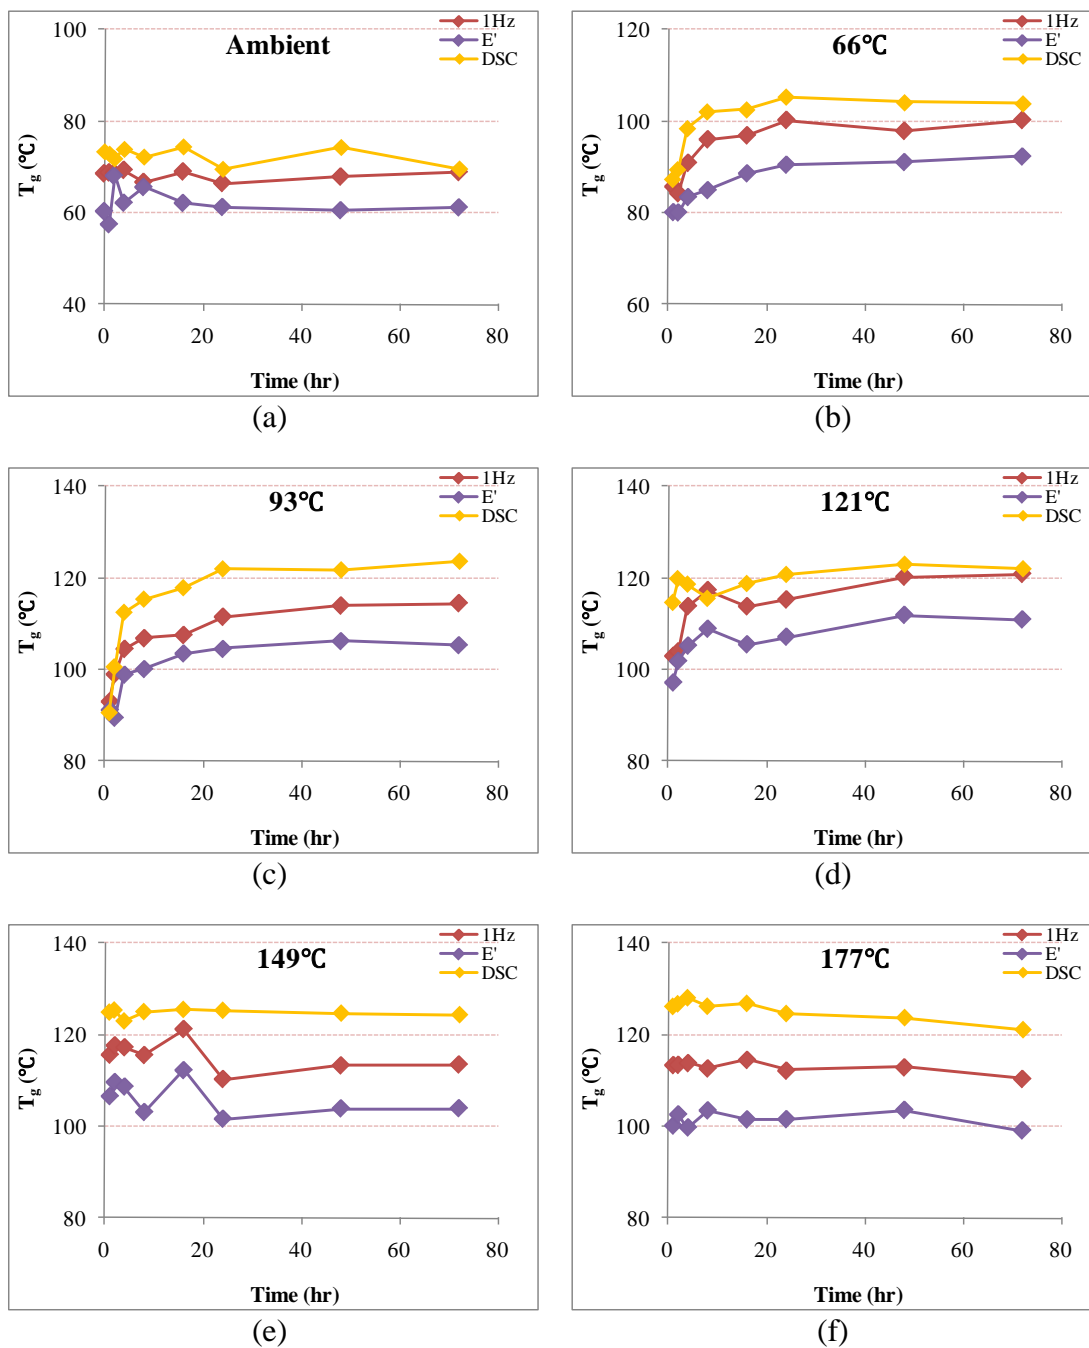 Ambient
1Hz
E'
DSC
100
80
60
40
0 20 40 60 80
Tg (℃)
Time (hr)
(a)
66℃
1Hz
E'
DSC
120
100
80
60
0 20 40 60 80
Tg (℃)
Time (hr)
(b)
93℃
1Hz
E'
DSC
140
120
100
80
0 20 40 60 80
Tg (℃)
Time (hr)
(c)
121℃
1Hz
E'
DSC
140
120
100
80
0 20 40 60 80
Tg (℃)
Time (hr)
(d)
149℃
1Hz
E'
DSC
140
120
100
80
0 20 40 60 80
Tg (℃)
Time (hr)
(e)
177℃
1Hz
E'
DSC
140
120
100
80
0 20 40 60 80
Tg (℃)
Time (hr)
(f)